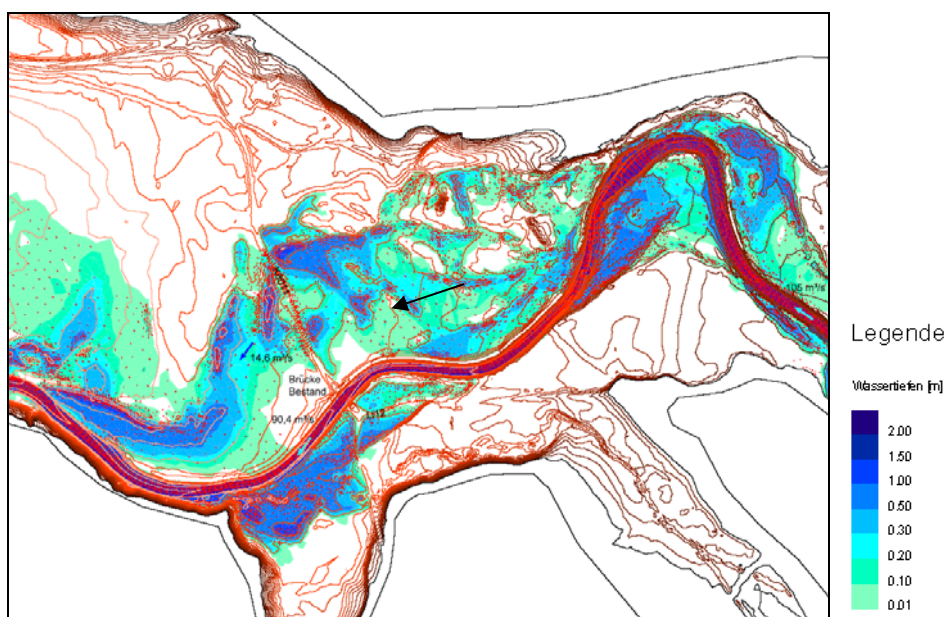 105 m³/s
14,6 m³/s
Brücke
Bestand
90,4 m³/s
L112
Legende
Wassertiefen [m]
2.00
1.50
1.00
0.50
0.30
0.20
0.10
0.01